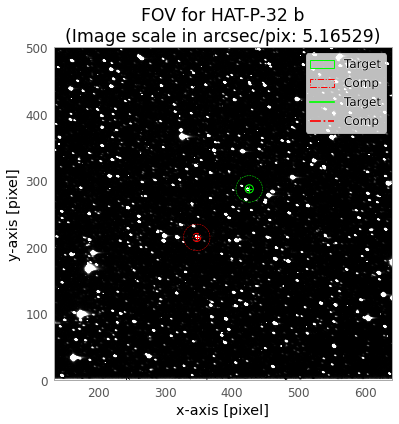 FOV for HAT-P-32 b
(Image scale in arcsec/pix: 5.16529)
Target
Comp
Target
Comp
500
400
300
200
100
0
y-axis [pixel]
200 300 400 500 600
x-axis [pixel]